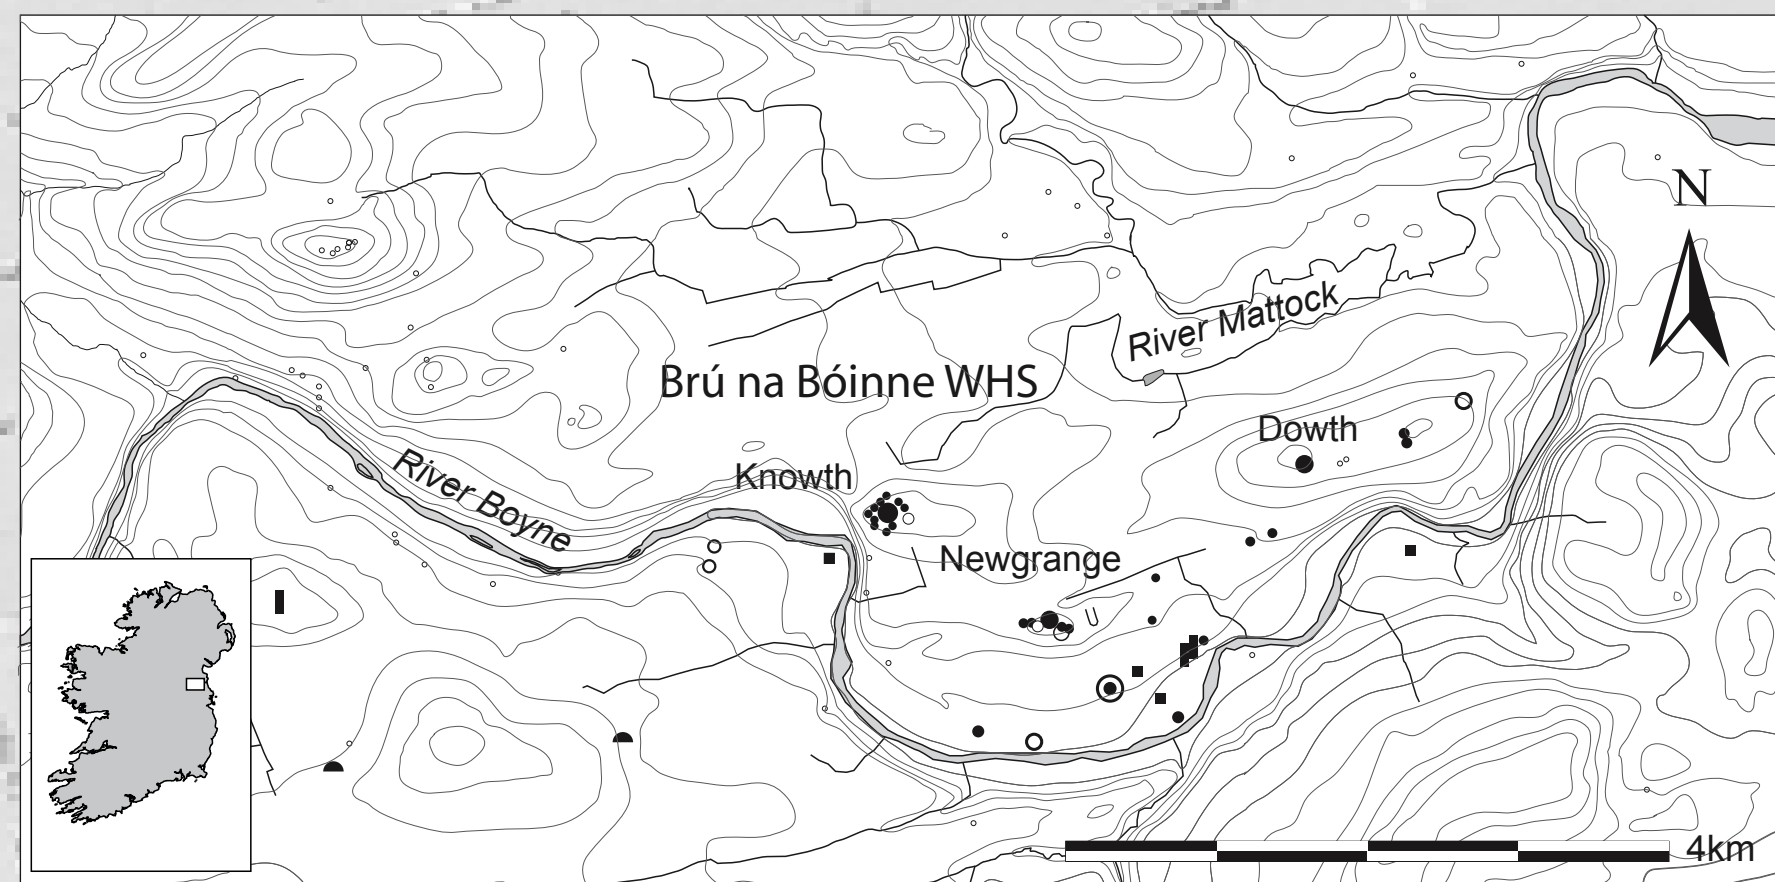 N
River Mattock
Brú na Bóinne WHS
Dowth
River Boyne
Knowth
Newgrange
4km